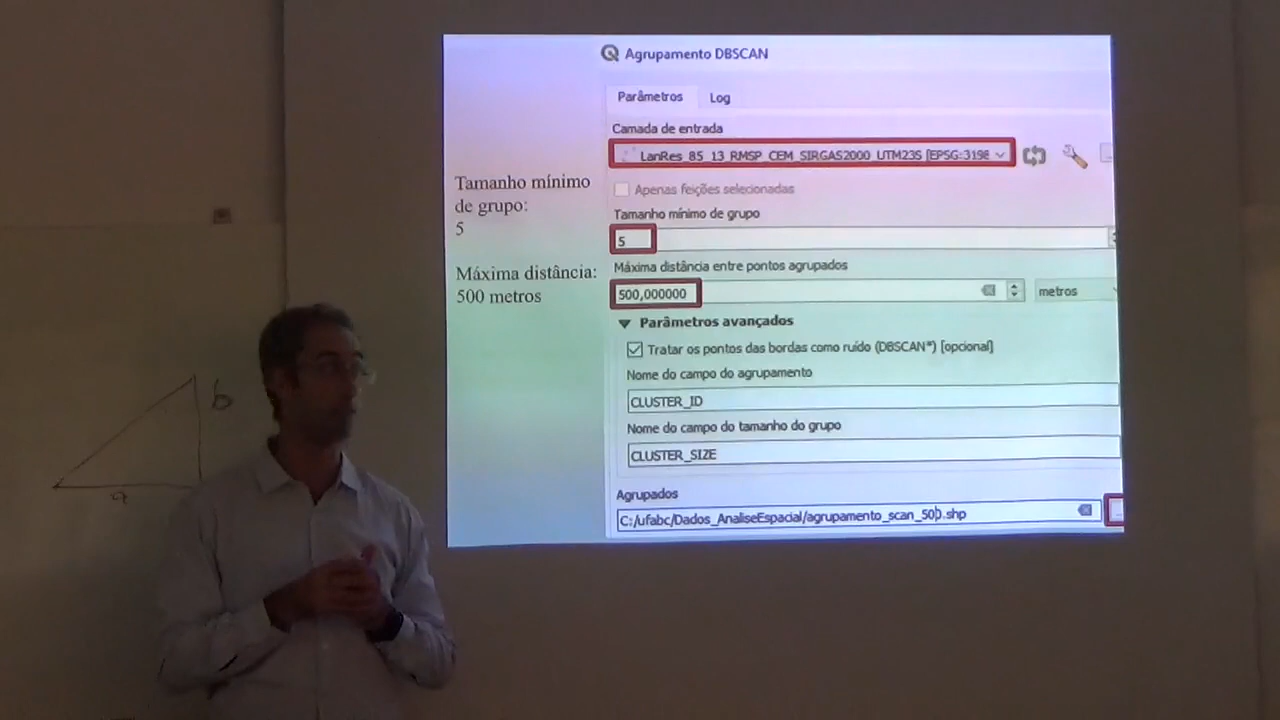 Agrupamento DBSCAN
Parâmetros Log
Camada de entrada
LanRes_85_13_RMSP_CEM_SIRGAS2000_UTM23S [EPSG:3198
Apenas feições selecionadas
Tamanho mínimo de grupo
5
Máxima distância entre pontos agrupados
500,000000 metros
Parâmetros avançados
Tratar os pontos das bordas como ruído (DBSCAN*) [opcional]
Nome do campo do agrupamento
CLUSTER_ID
Nome do campo do tamanho do grupo
CLUSTER_SIZE
Agrupados
C:/ufabc/Dados_AnaliseEspacial/agrupamento_scan_500.shp
Tamanho mínimo
de grupo:
5
Máxima distância:
500 metros
b
a